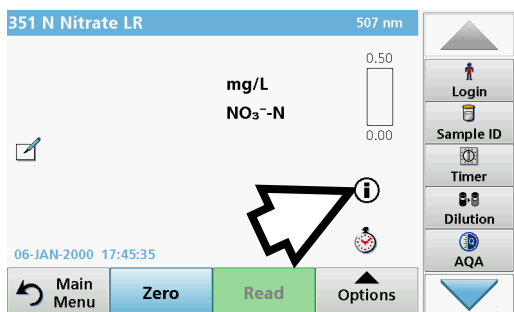 351 N Nitrate LR 507 nm
0.50
mg/L
NO₃⁻-N
0.00
06-JAN-2000 17:45:35
Main
Menu
Zero
Read
Options
Login
Sample ID
Timer
Dilution
AQA